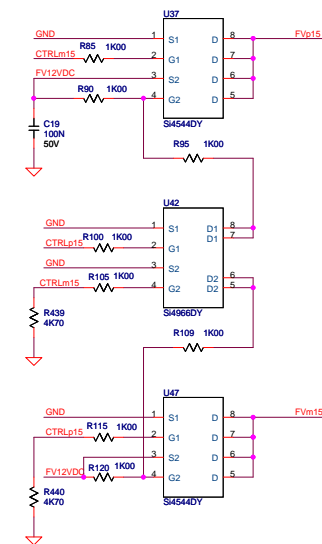 U37
GND 1 S1 D 8 FVp15
CTRLm15 R85 1K00 2 G1 D 7
FV12VDC 3 S2 D 6
R90 1K00 4 G2 D 5
Si4544DY
C19
100N
50V
R95 1K00
U42
GND 1 S1 D1 8
D1 7
CTRLp15 R100 1K00 2 G1
GND 3 S2 D2 6
CTRLm15 R105 1K00 4 G2 D2 5
Si4966DY
R439
4K70
R109 1K00
U47
GND 1 S1 D 8 FVm15
CTRLp15 R115 1K00 2 G1 D 7
3 S2 D 6
FV12VDC R120 1K00 4 G2 D 5
Si4544DY
R440
4K70